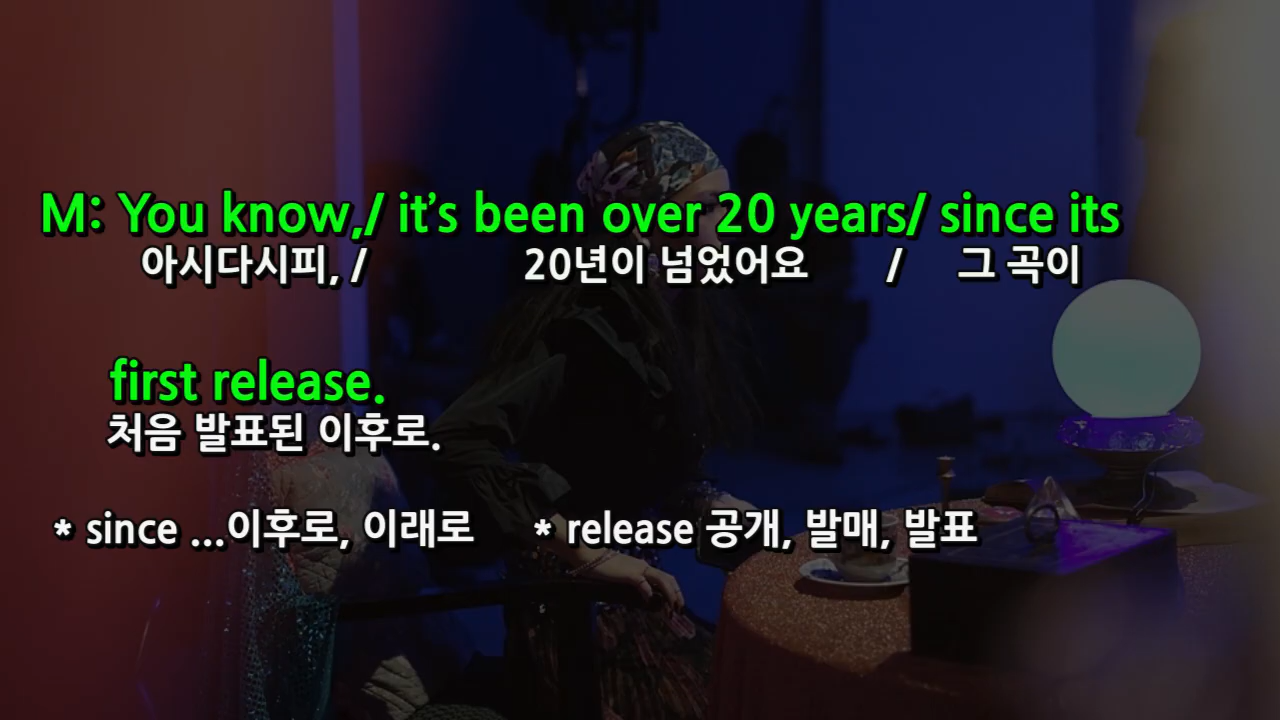 M: You know,/ it’s been over 20 years/ since its
아시다시피, / 20년이 넘었어요 / 그 곡이
first release.
처음 발표된 이후로.
* since ...이후로, 이래로 * release 공개, 발매, 발표